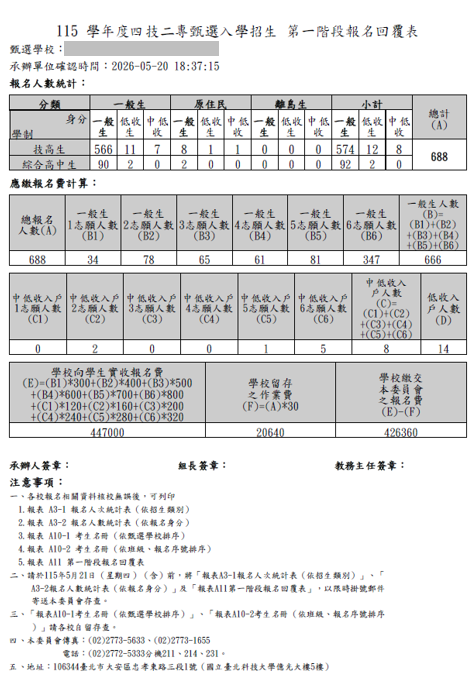 115 學年度四技二專甄選入學招生 第一階段報名回覆表
甄選學校：
承辦單位確認時間：2026-05-20 18:37:15
報名人數統計：
分類 一般生 原住民 離島生 小計 總計(A)
身分 學制 一般生 低收生 中低收 一般生 低收生 中低收 一般生 低收生 中低收 一般生 低收生 中低收
技高生 566 11 7 8 1 1 0 0 0 574 12 8 688
綜合高中生 90 2 0 2 0 0 0 0 0 92 2 0
應繳報名費計算：
總報名人數(A) 一般生1志願人數(B1) 一般生2志願人數(B2) 一般生3志願人數(B3) 一般生4志願人數(B4) 一般生5志願人數(B5) 一般生6志願人數(B6) 一般生人數(B)=(B1)+(B2)+(B3)+(B4)+(B5)+(B6)
688 34 78 65 61 81 347 666
中低收入戶1志願人數(C1) 中低收入戶2志願人數(C2) 中低收入戶3志願人數(C3) 中低收入戶4志願人數(C4) 中低收入戶5志願人數(C5) 中低收入戶6志願人數(C6) 中低收入戶人數(C)=(C1)+(C2)+(C3)+(C4)+(C5)+(C6) 低收入戶人數(D)
0 2 0 0 1 5 8 14
學校向學生實收報名費(E)=(B1)*300+(B2)*400+(B3)*500+(B4)*600+(B5)*700+(B6)*800+(C1)*120+(C2)*160+(C3)*200+(C4)*240+(C5)*280+(C6)*320 學校留存之作業費(F)=(A)*30 學校繳交本委員會之報名費(E)-(F)
447000 20640 426360
承辦人簽章： 組長簽章： 教務主任簽章：
注意事項：
一、各校報名相關資料檢核無誤後，可列印
1.報表 A3-1 報名人次統計表(依招生類別)
2.報表 A3-2 報名人數統計表(依報名身分)
3.報表 A10-1 考生名冊(依甄選學校排序)
4.報表 A10-2 考生名冊(依班級、報名序號排序)
5.報表 A11 第一階段報名回覆表
二、請於115年5月21日(星期四)(含)前，將「報表A3-1報名人次統計表(依招生類別)」、「
A3-2報名人數統計表(依報名身分)」及「報表A11第一階段報名回覆表」，以限時掛號郵件
寄送本委員會存查。
三、「報表A10-1考生名冊(依甄選學校排序)」、「報表A10-2考生名冊(依班級、報名序號排序
)」請各校自留存查。
四、本委員會傳真：(02)2773-5633、(02)2773-1655
電話：(02)2772-5333分機211、214、231。
五、地址：106344臺北市大安區忠孝東路三段1號(國立臺北科技大學億光大樓5樓)